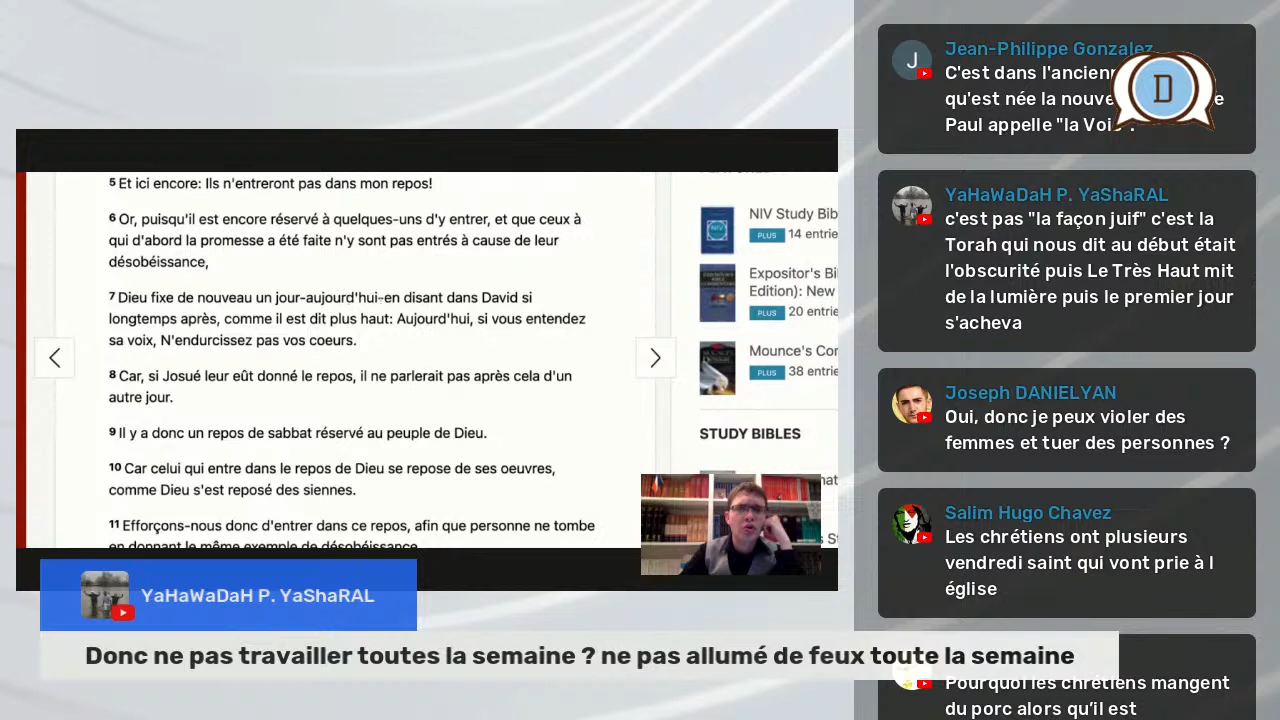 5 Et ici encore: Ils n'entreront pas dans mon repos!
6 Or, puisqu'il est encore réservé à quelques-uns d'y entrer, et que ceux à
qui d'abord la promesse a été faite n'y sont pas entrés à cause de leur
désobéissance,
7 Dieu fixe de nouveau un jour-aujourd'hui-en disant dans David si
longtemps après, comme il est dit plus haut: Aujourd'hui, si vous entendez
sa voix, N'endurcissez pas vos coeurs.
8 Car, si Josué leur eût donné le repos, il ne parlerait pas après cela d'un
autre jour.
9 Il y a donc un repos de sabbat réservé au peuple de Dieu.
10 Car celui qui entre dans le repos de Dieu se repose de ses oeuvres,
comme Dieu s'est reposé des siennes.
11 Efforçons-nous donc d'entrer dans ce repos, afin que personne ne tombe
en donnant le même exemple de désobéissance
NIV Study Bib
PLUS 14 entrie
Expositor's Bi
Edition): New
PLUS 20 entrie
Mounce's Con
PLUS 38 entrie
STUDY BIBLES
YaHaWaDaH P. YaShaRAL
Donc ne pas travailler toutes la semaine ? ne pas allumé de feux toute la semaine
J
Jean-Philippe Gonzalez
C'est dans l'ancien
qu'est née la nouve
Paul appelle "la Voi
D
YaHaWaDaH P. YaShaRAL
c'est pas "la façon juif" c'est la
Torah qui nous dit au début était
l'obscurité puis Le Très Haut mit
de la lumière puis le premier jour
s'acheva
Joseph DANIELYAN
Oui, donc je peux violer des
femmes et tuer des personnes ?
Salim Hugo Chavez
Les chrétiens ont plusieurs
vendredi saint qui vont prie à l
église
Pourquoi les chrétiens mangent
du porc alors qu'il est